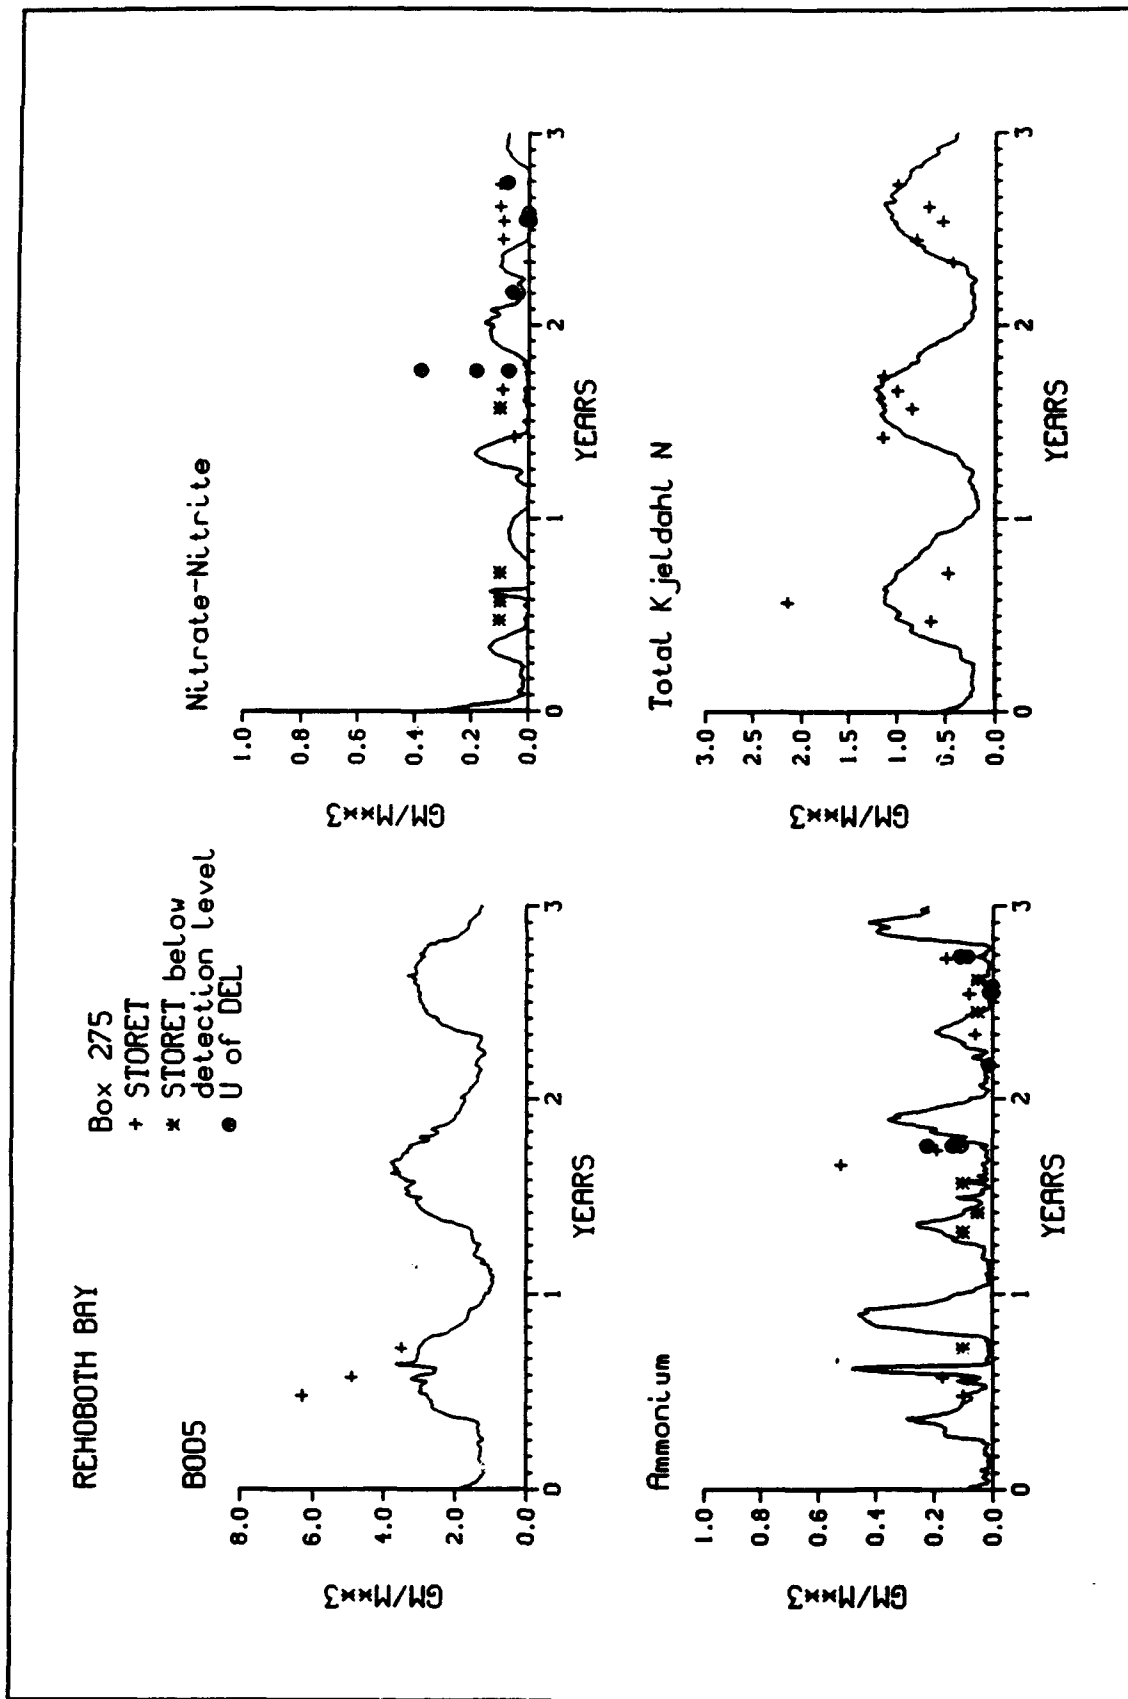 REHOBOTH BAY
Box 275
+ STORET
* STORET below
detection level
● U of DEL
BOD5
GM/M**3
8.0
6.0
4.0
2.0
0.0
0 1 2 3
YEARS
Nitrate-Nitrite
GM/M**3
1.0
0.8
0.6
0.4
0.2
0.0
0 1 2 3
YEARS
Ammonium
GM/M**3
1.0
0.8
0.6
0.4
0.2
0.0
0 1 2 3
YEARS
Total Kjeldahl N
GM/M**3
3.0
2.5
2.0
1.5
1.0
.5
0.0
0 1 2 3
YEARS